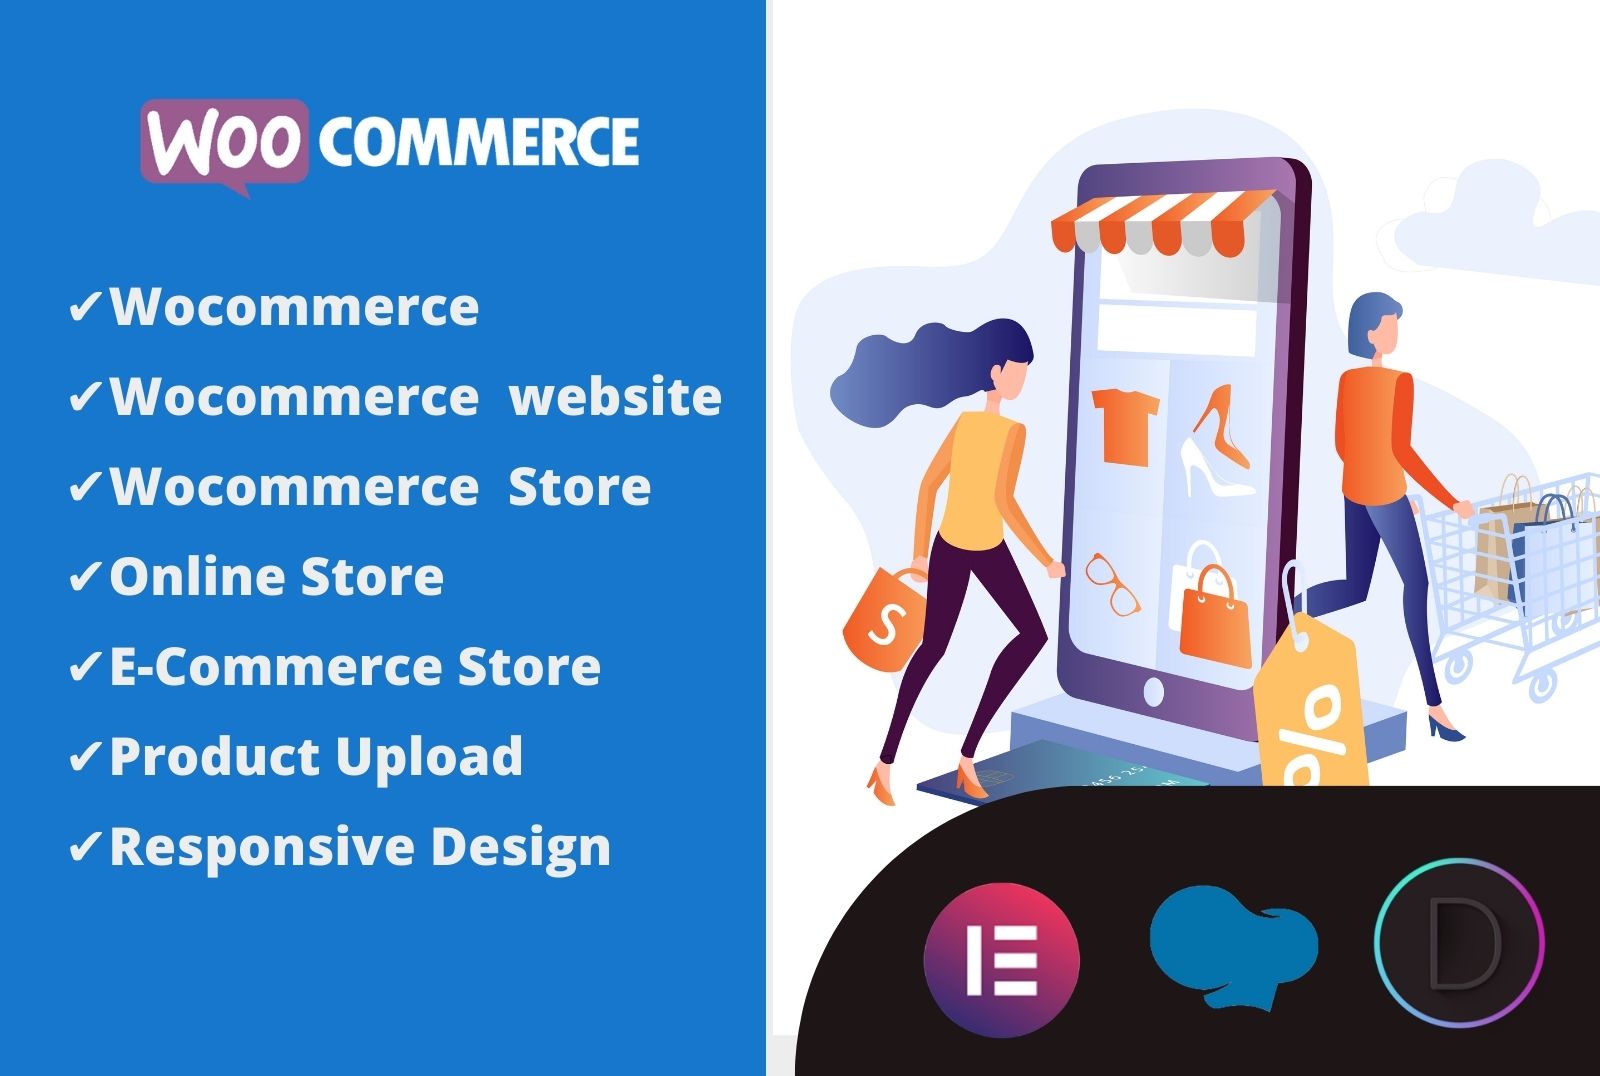 WOO COMMERCE
✔Wocommerce
✔Wocommerce website
✔Wocommerce Store
✔Online Store
✔E-Commerce Store
✔Product Upload
✔Responsive Design
S
%
D